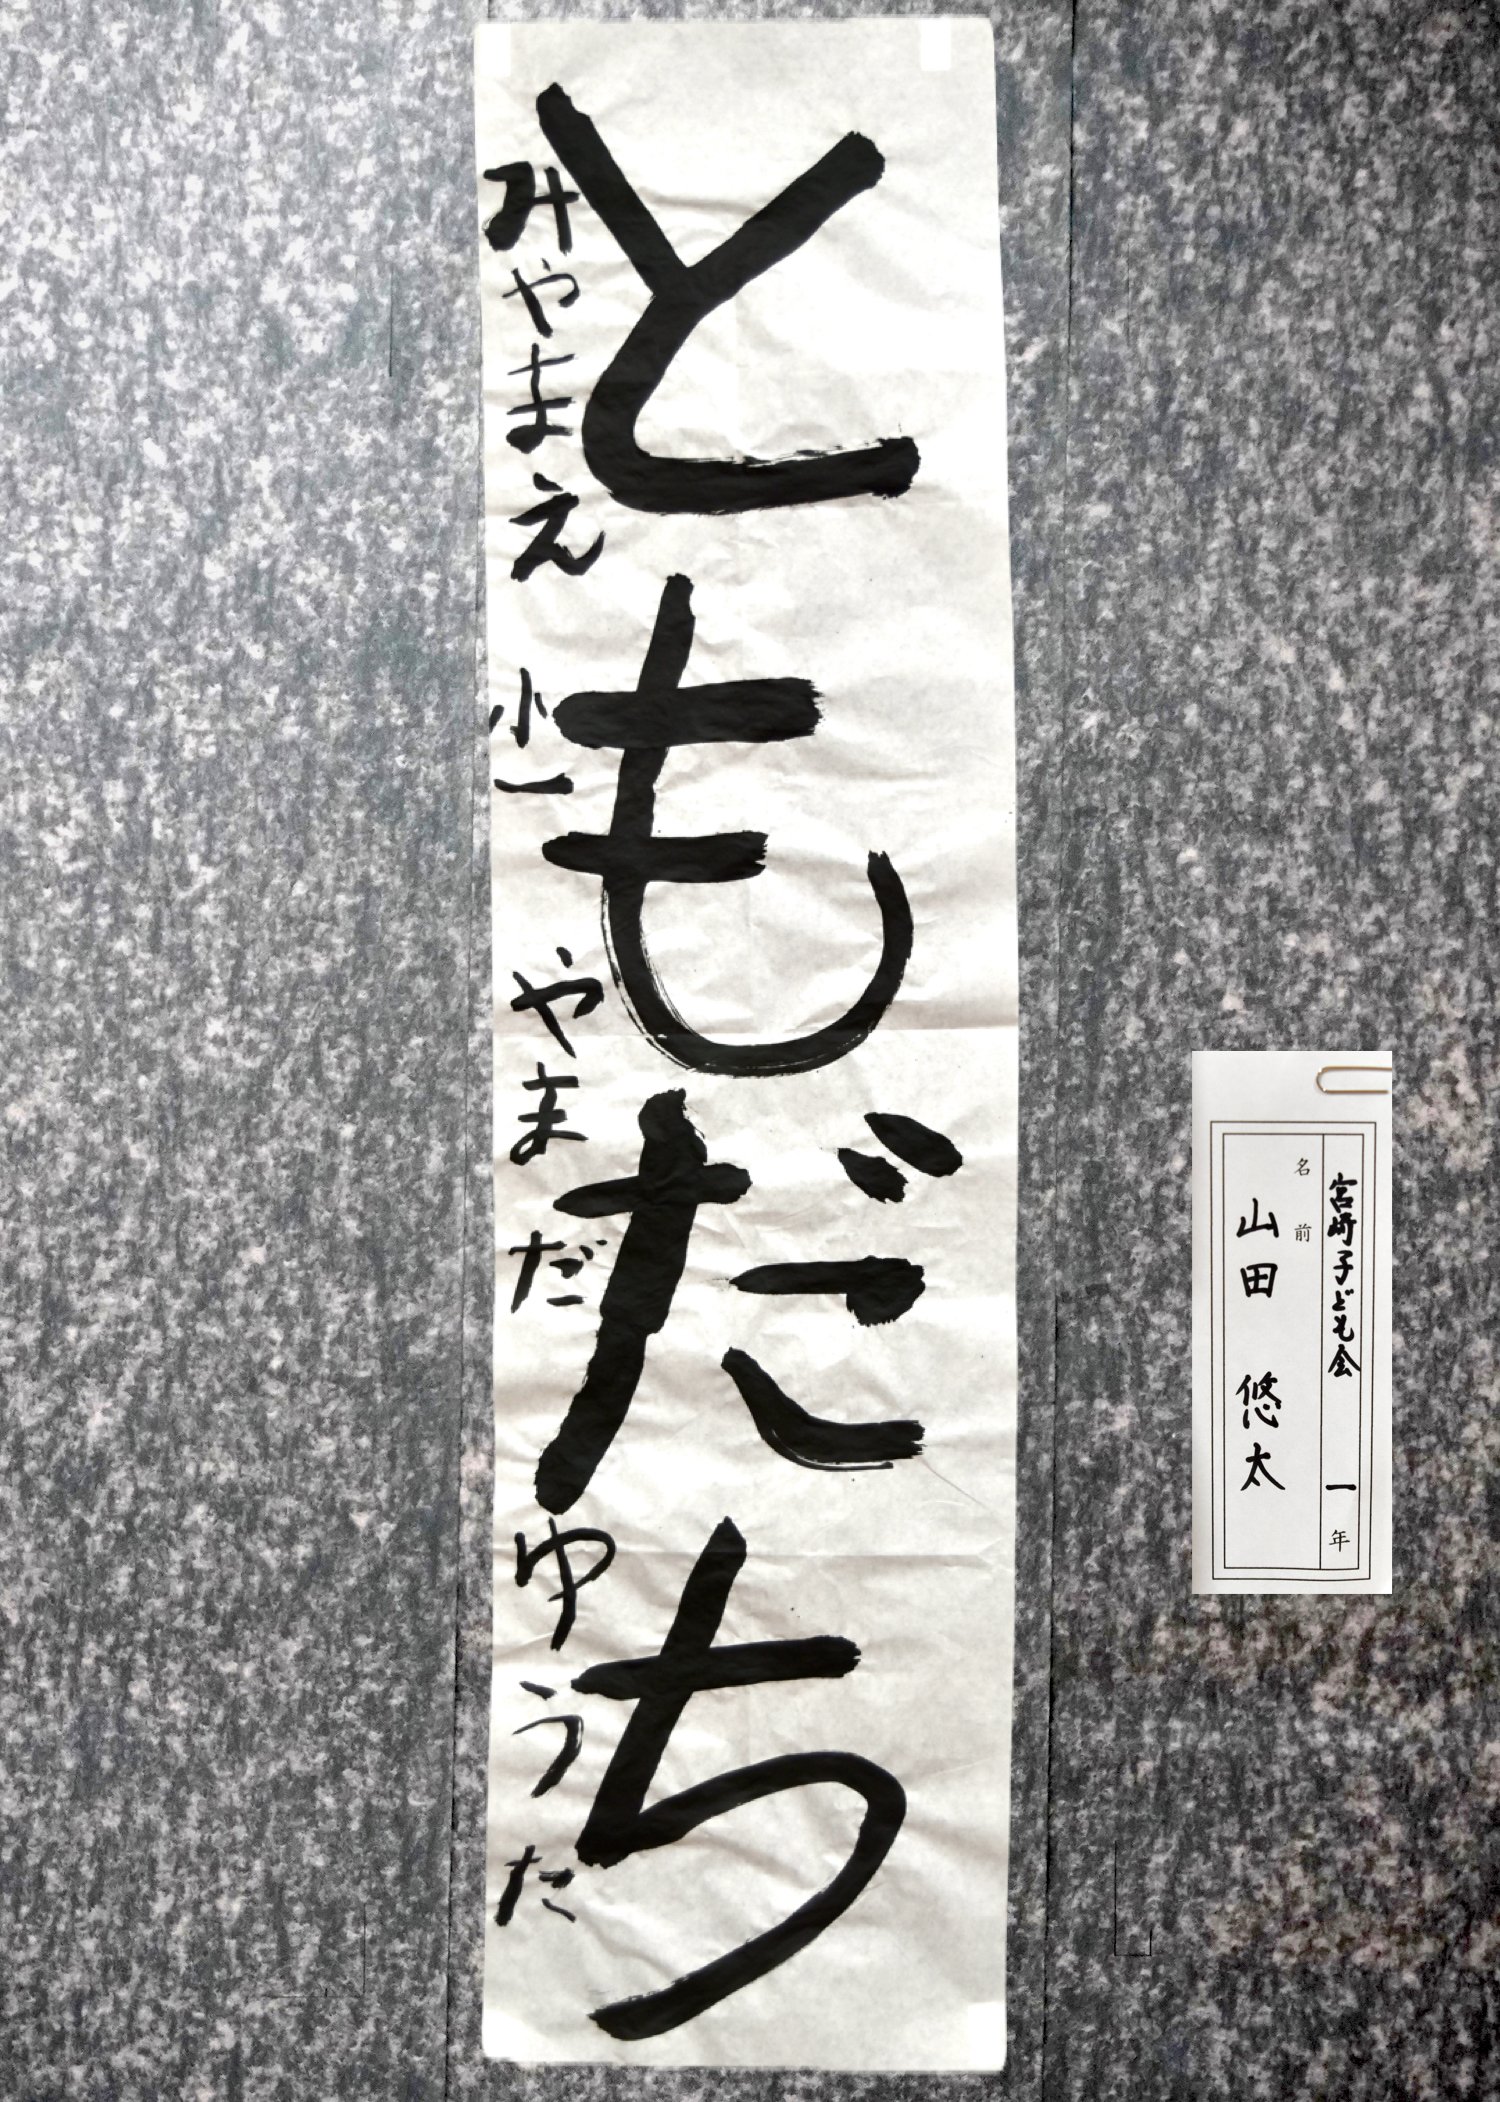 ともだち
みやまえ 小一 やまだ ゆうた
宮崎子ども会 一年
名前
山田 悠太